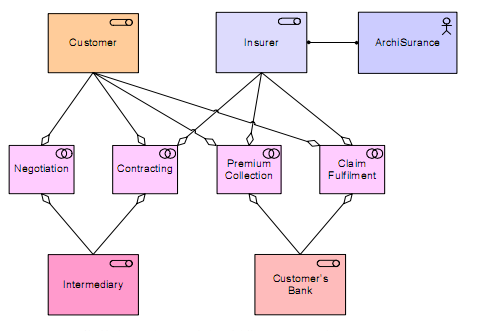 Customer
Insurer
ArchiSurance
Negotiation
Contracting
Premium
Collection
Claim
Fulfilment
Intermediary
Customer's
Bank